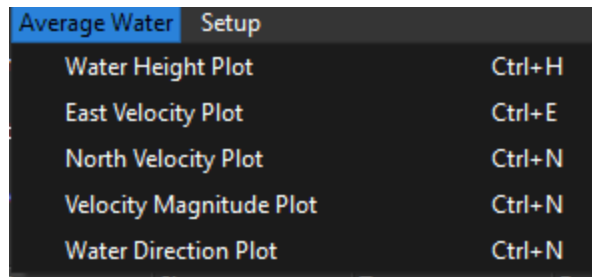 Average Water Setup
Water Height Plot Ctrl+H
East Velocity Plot Ctrl+E
North Velocity Plot Ctrl+N
Velocity Magnitude Plot Ctrl+N
Water Direction Plot Ctrl+N